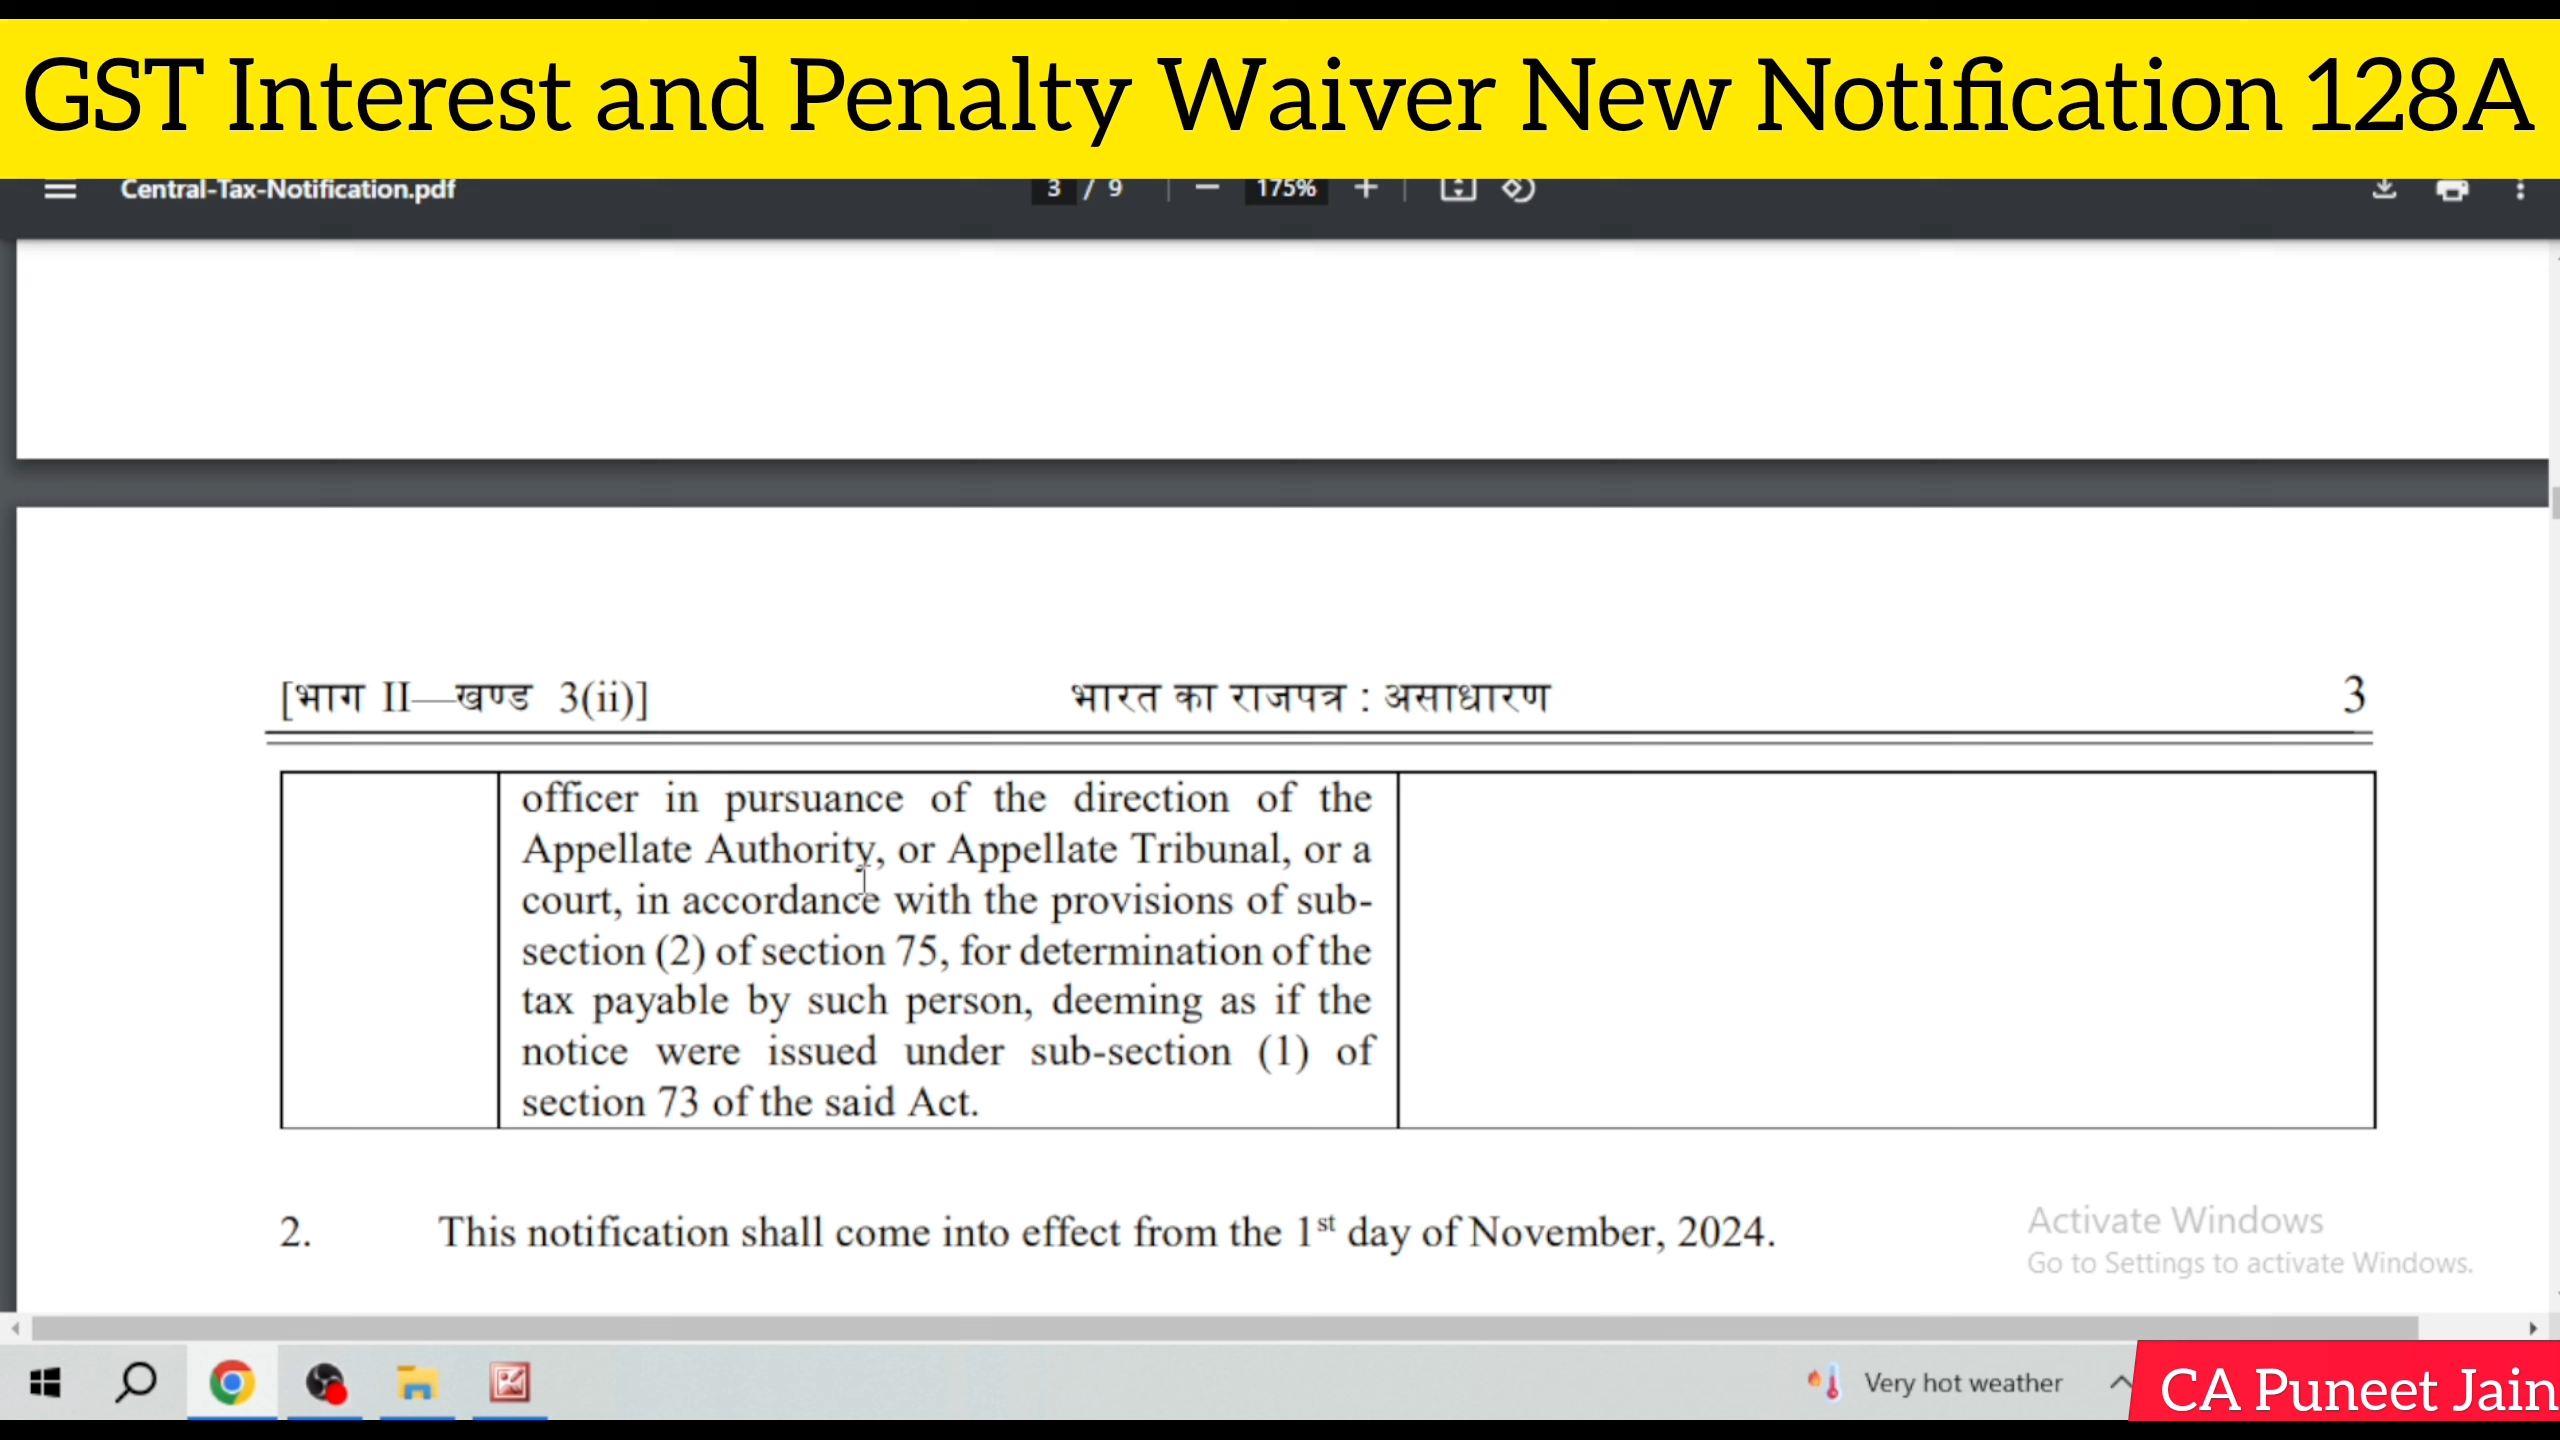 GST Interest and Penalty Waiver New Notification 128A
Central-Tax-Notification.pdf
3 / 9
175%
[भाग II—खण्ड 3(ii)]
भारत का राजपत्र : असाधारण
3
officer in pursuance of the direction of the
Appellate Authority, or Appellate Tribunal, or a
court, in accordance with the provisions of sub-
section (2) of section 75, for determination of the
tax payable by such person, deeming as if the
notice were issued under sub-section (1) of
section 73 of the said Act.
2. This notification shall come into effect from the 1st day of November, 2024.
Activate Windows
Go to Settings to activate Windows.
Very hot weather
CA Puneet Jain